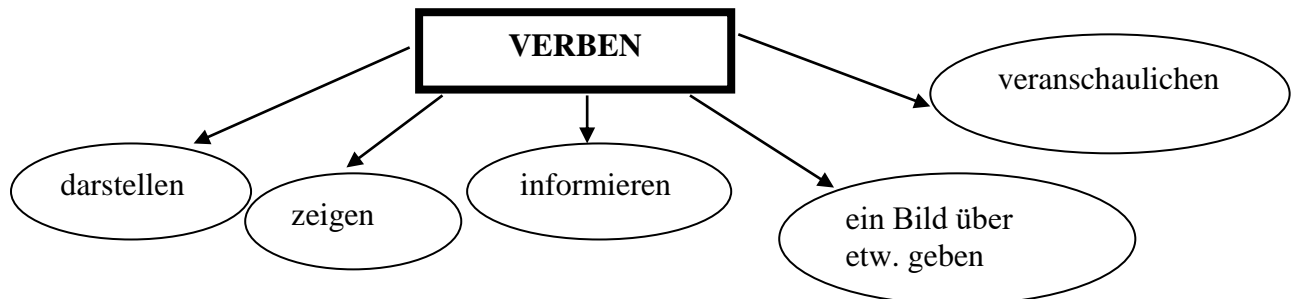 VERBEN
veranschaulichen
darstellen
zeigen
informieren
ein Bild über
etw. geben